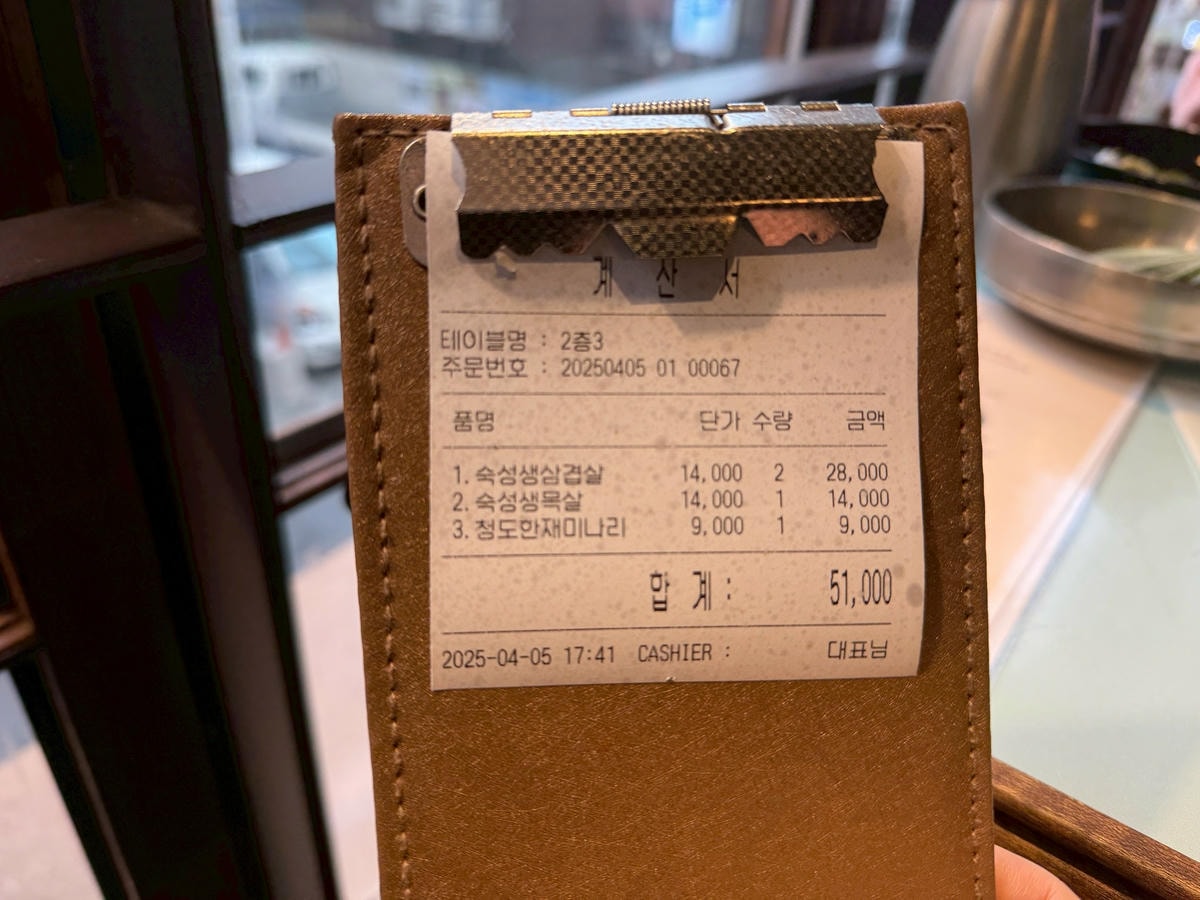 계 산 서
테이블명 : 2층3
주문번호 : 20250405 01 00067
품명 단가 수량 금액
1. 숙성생삼겹살 14,000 2 28,000
2. 숙성생목살 14,000 1 14,000
3. 청도한재미나리 9,000 1 9,000
합 계 : 51,000
2025-04-05 17:41 CASHIER : 대표님